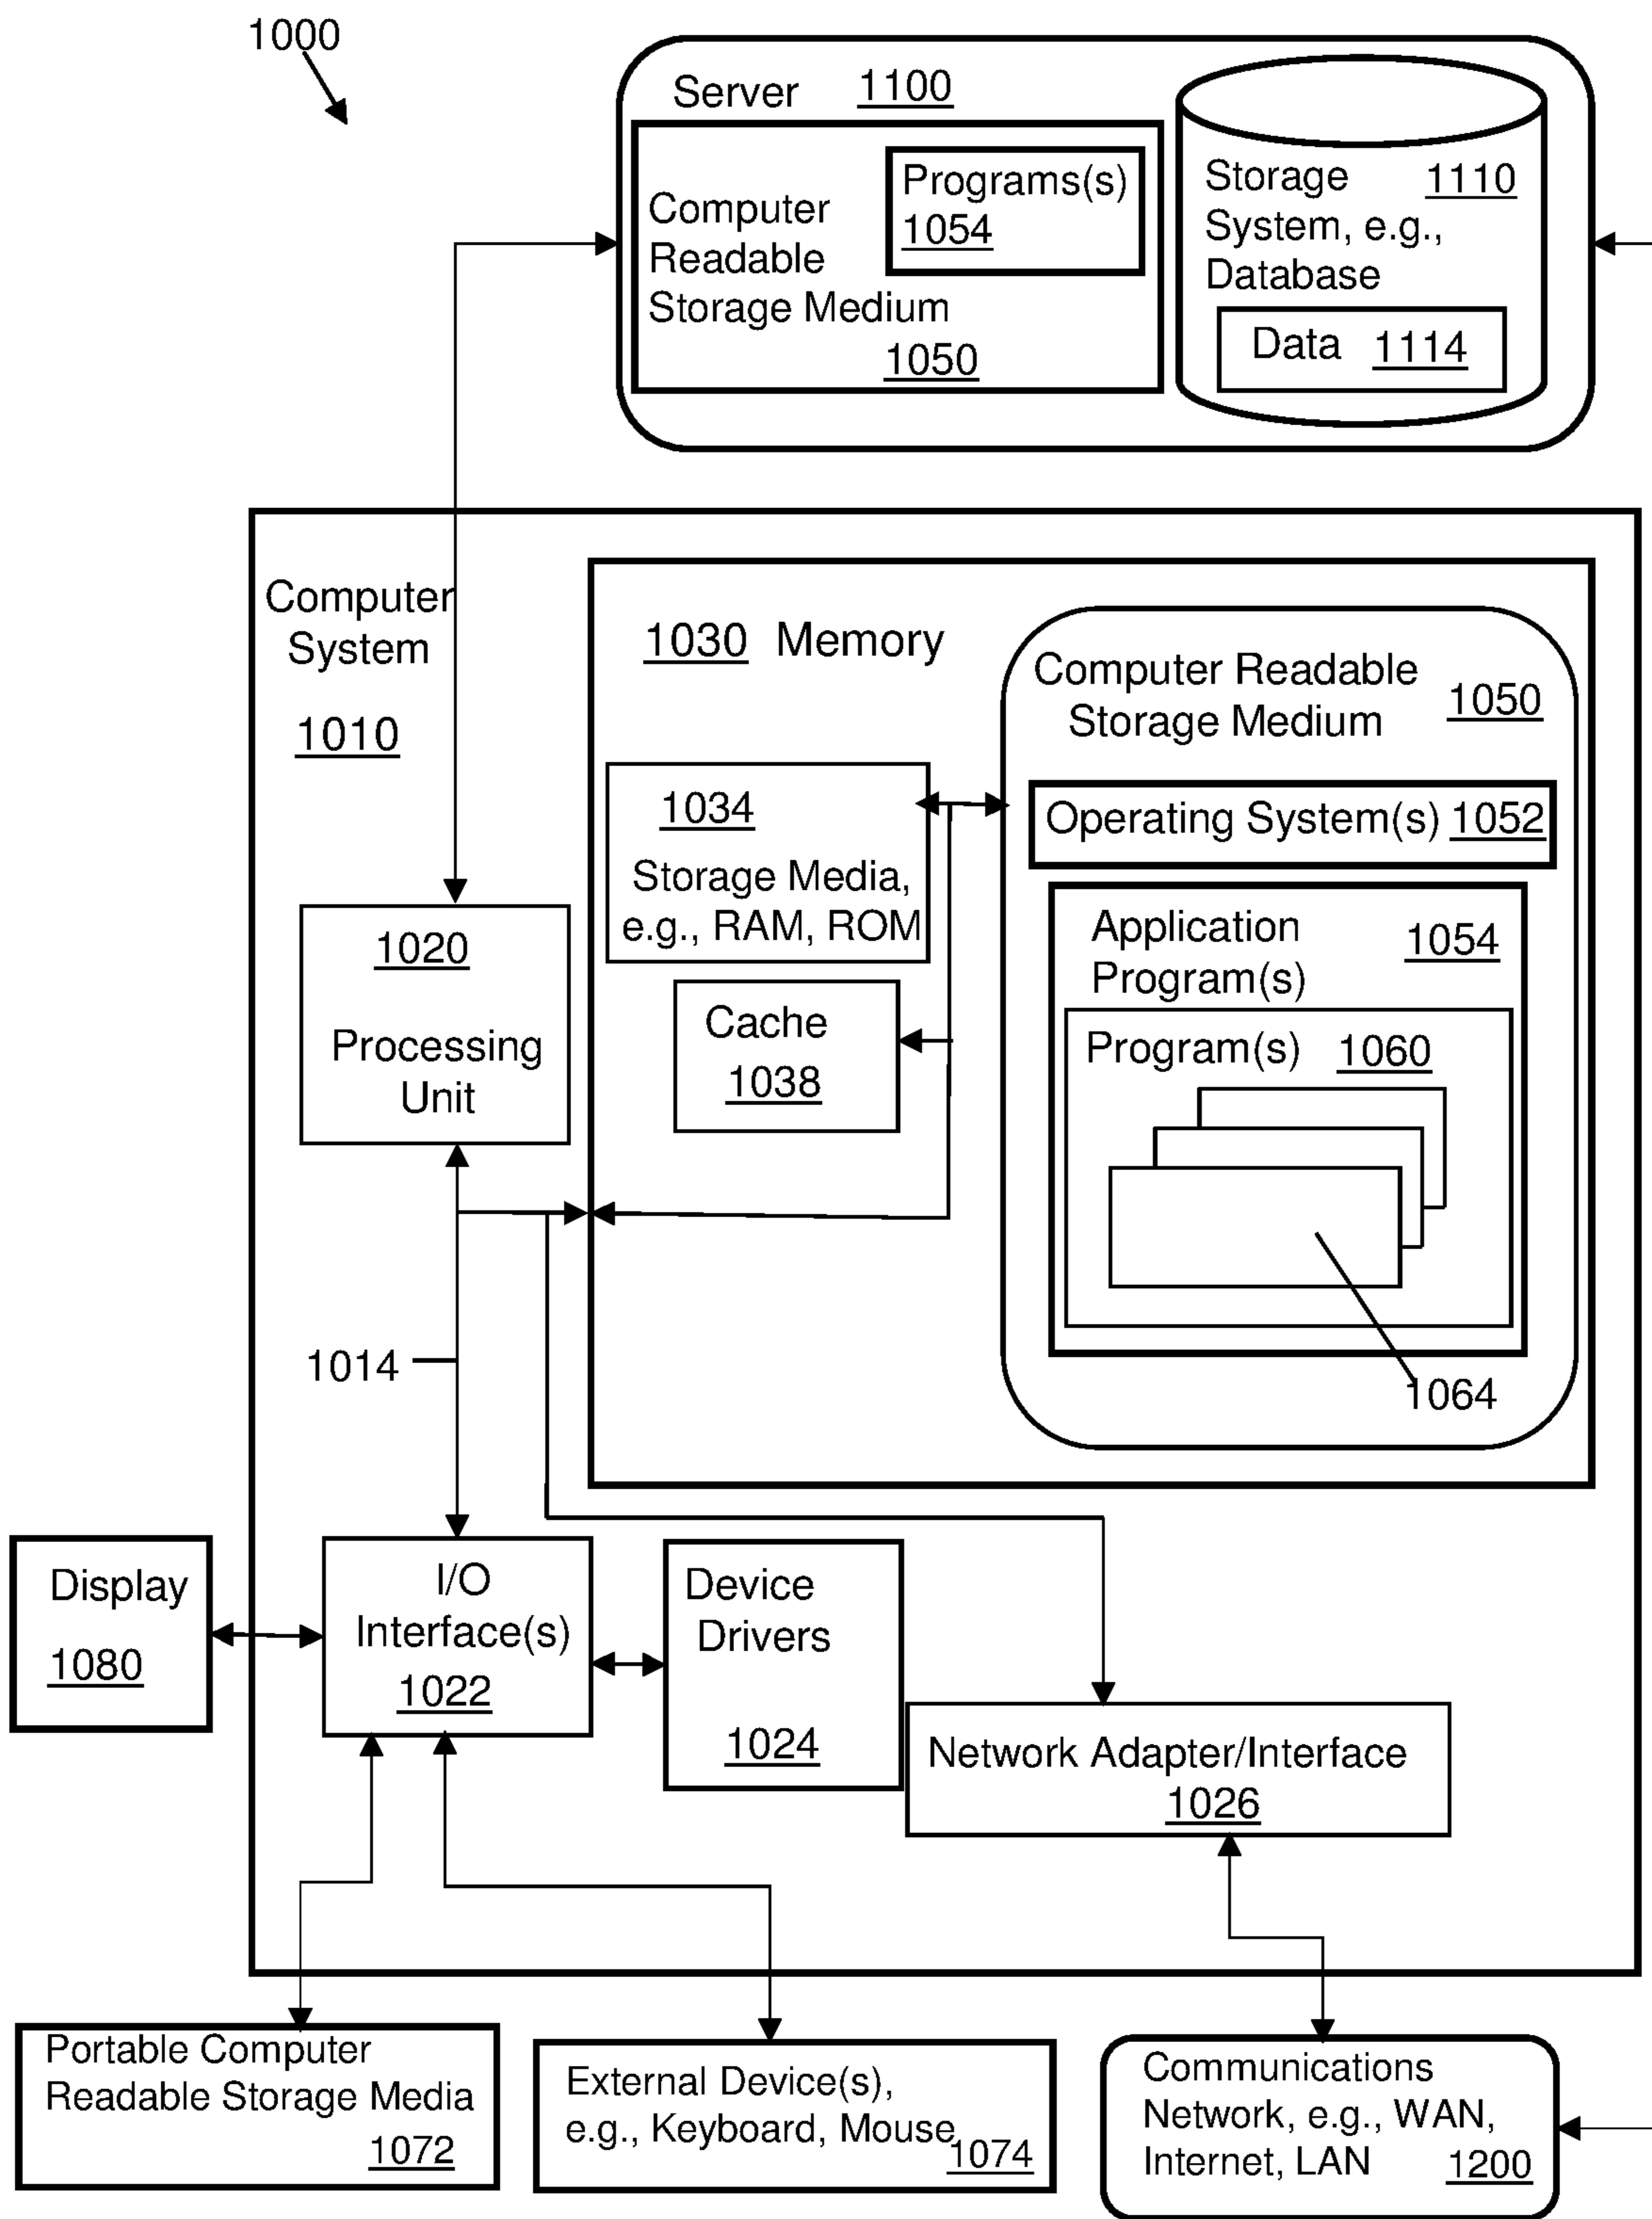 1000
Server 1100
Programs(s)
1054
Computer
Readable
Storage Medium
1050
Storage 1110
System, e.g.,
Database
Data 1114
Computer
System
1010
1030 Memory
Computer Readable
Storage Medium
1050
1034
Storage Media,
e.g., RAM, ROM
Operating System(s) 1052
Application
Program(s)
1054
Cache
1038
Program(s) 1060
1064
1020
Processing
Unit
1014
Display
1080
I/O
Interface(s)
1022
Device
Drivers
1024
Network Adapter/Interface
1026
Portable Computer
Readable Storage Media
1072
External Device(s),
e.g., Keyboard, Mouse
1074
Communications
Network, e.g., WAN,
Internet, LAN 1200